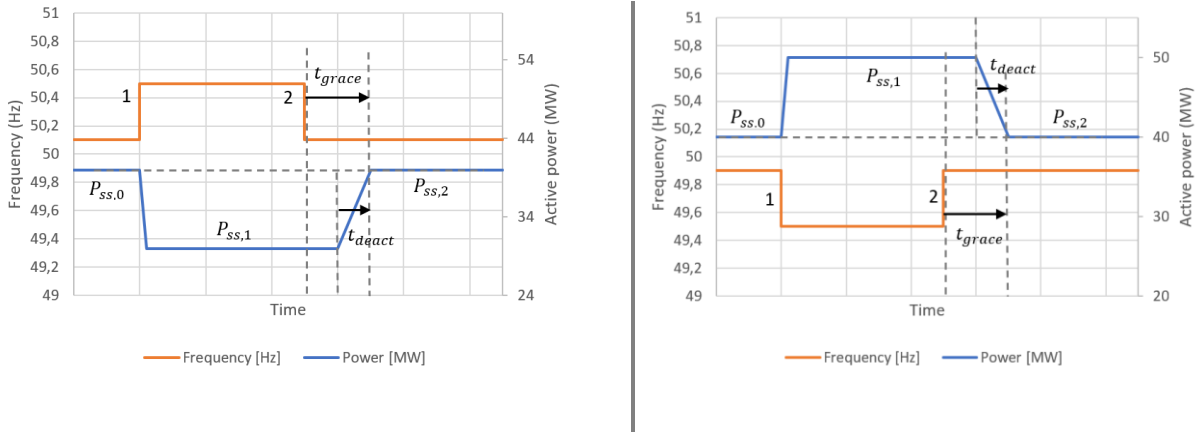 51
50,8
50,6
50,4
50,2
50
49,8
49,6
49,4
49,2
49
Frequency (Hz)
54
44
34
24
Active power (MW)
1
2
t_grace
P_ss,0
P_ss,1
P_ss,2
t_deact
Time
Frequency [Hz]
Power [MW]
51
50,8
50,6
50,4
50,2
50
49,8
49,6
49,4
49,2
49
Frequency (Hz)
50
40
30
20
Active power (MW)
P_ss.0
P_ss,1
t_deact
P_ss,2
1
2
t_grace
Time
Frequency [Hz]
Power [MW]